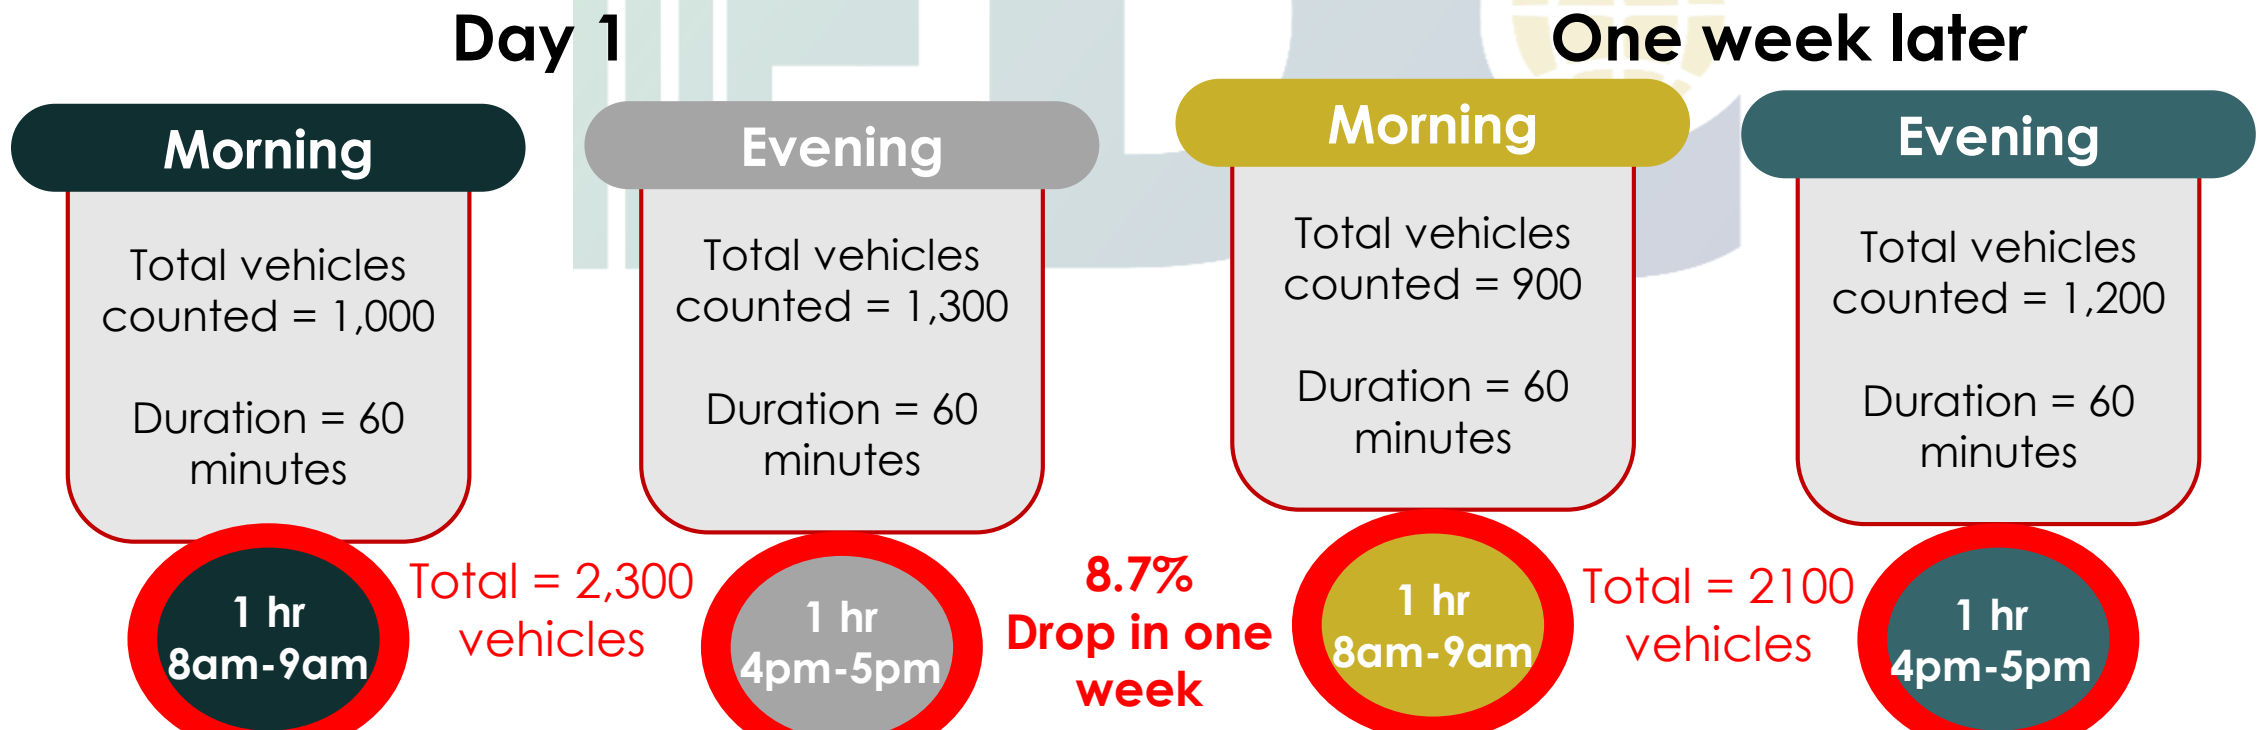 Day 1
One week later
Morning
Total vehicles
counted = 1,000
Duration = 60
minutes
1 hr
8am-9am
Total = 2,300
vehicles
Evening
Total vehicles
counted = 1,300
Duration = 60
minutes
1 hr
4pm-5pm
8.7%
Drop in one
week
Morning
Total vehicles
counted = 900
Duration = 60
minutes
1 hr
8am-9am
Total = 2100
vehicles
Evening
Total vehicles
counted = 1,200
Duration = 60
minutes
1 hr
4pm-5pm